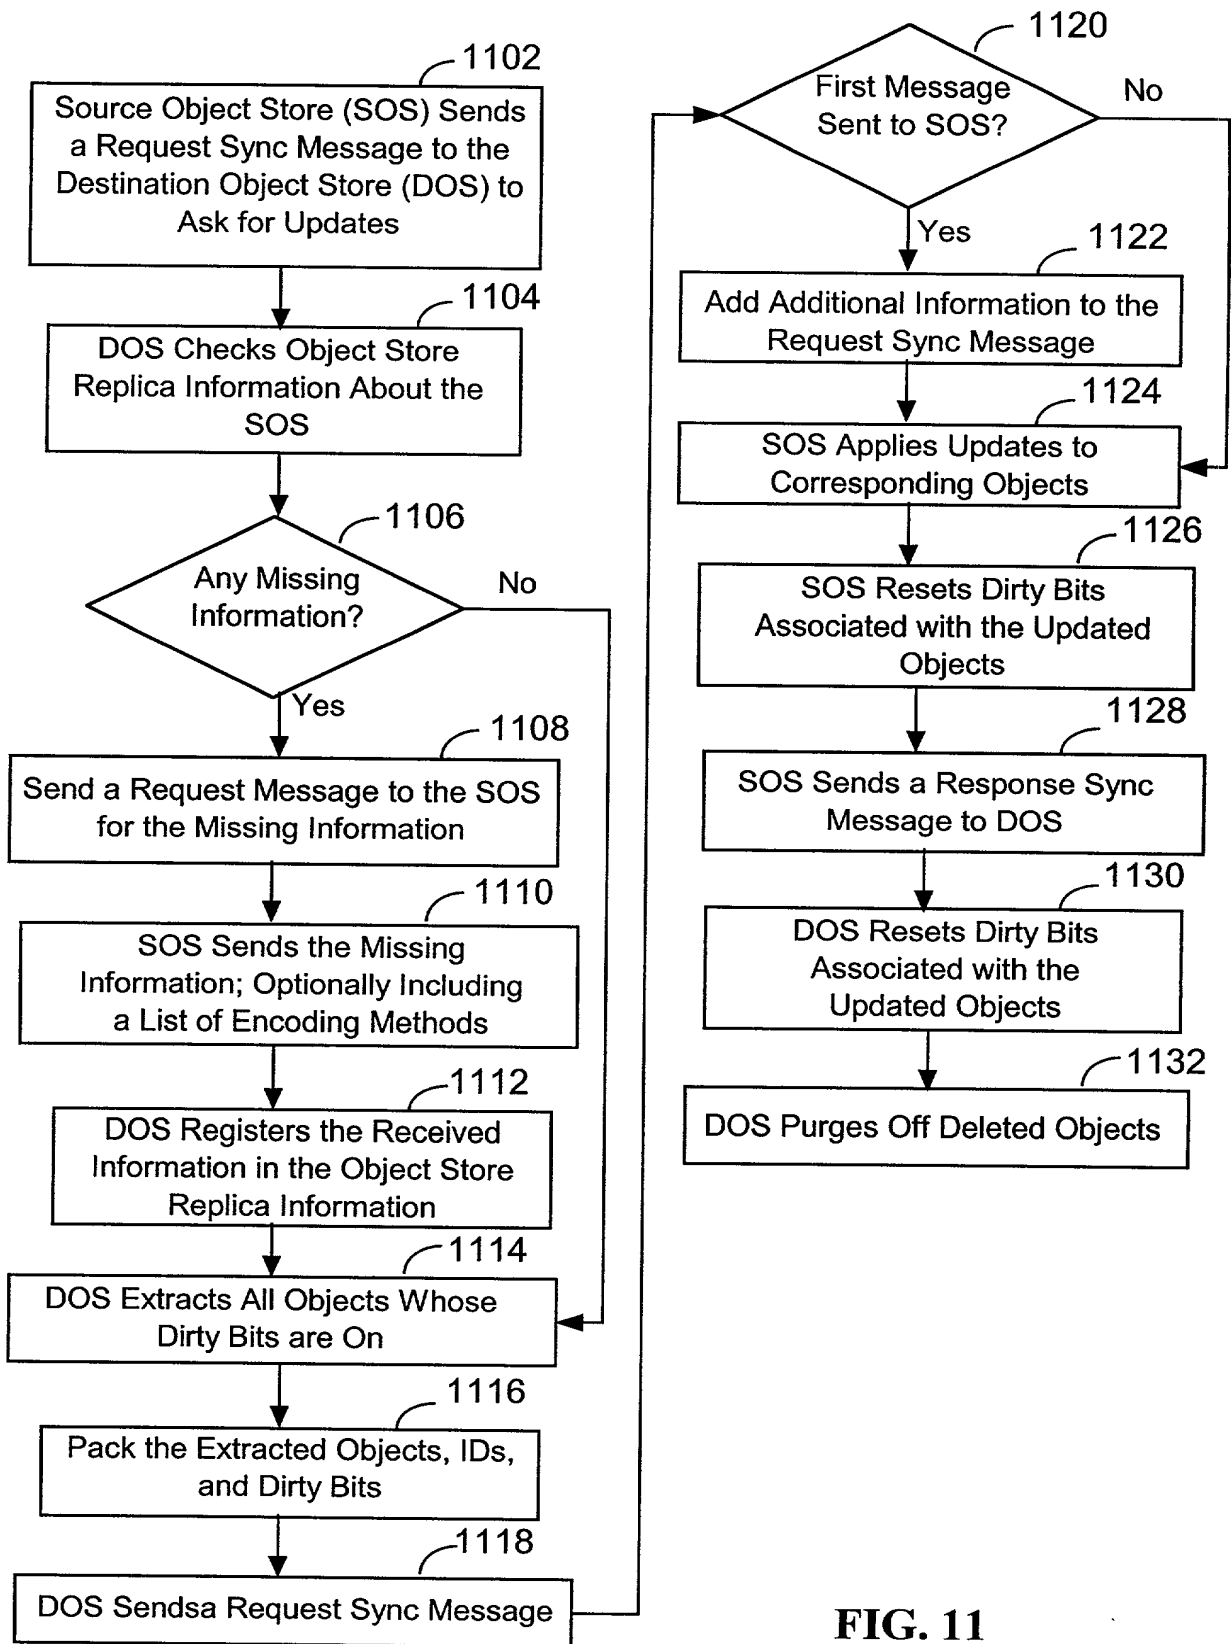 1102
Source Object Store (SOS) Sends
a Request Sync Message to the
Destination Object Store (DOS) to
Ask for Updates
1104
DOS Checks Object Store
Replica Information About the
SOS
1106
Any Missing
Information?
No
Yes
1108
Send a Request Message to the SOS
for the Missing Information
1110
SOS Sends the Missing
Information; Optionally Including
a List of Encoding Methods
1112
DOS Registers the Received
Information in the Object Store
Replica Information
1114
DOS Extracts All Objects Whose
Dirty Bits are On
1116
Pack the Extracted Objects, IDs,
and Dirty Bits
1118
DOS Sendsa Request Sync Message
1120
First Message
Sent to SOS?
No
Yes
1122
Add Additional Information to the
Request Sync Message
1124
SOS Applies Updates to
Corresponding Objects
1126
SOS Resets Dirty Bits
Associated with the Updated
Objects
1128
SOS Sends a Response Sync
Message to DOS
1130
DOS Resets Dirty Bits
Associated with the
Updated Objects
1132
DOS Purges Off Deleted Objects
FIG. 11